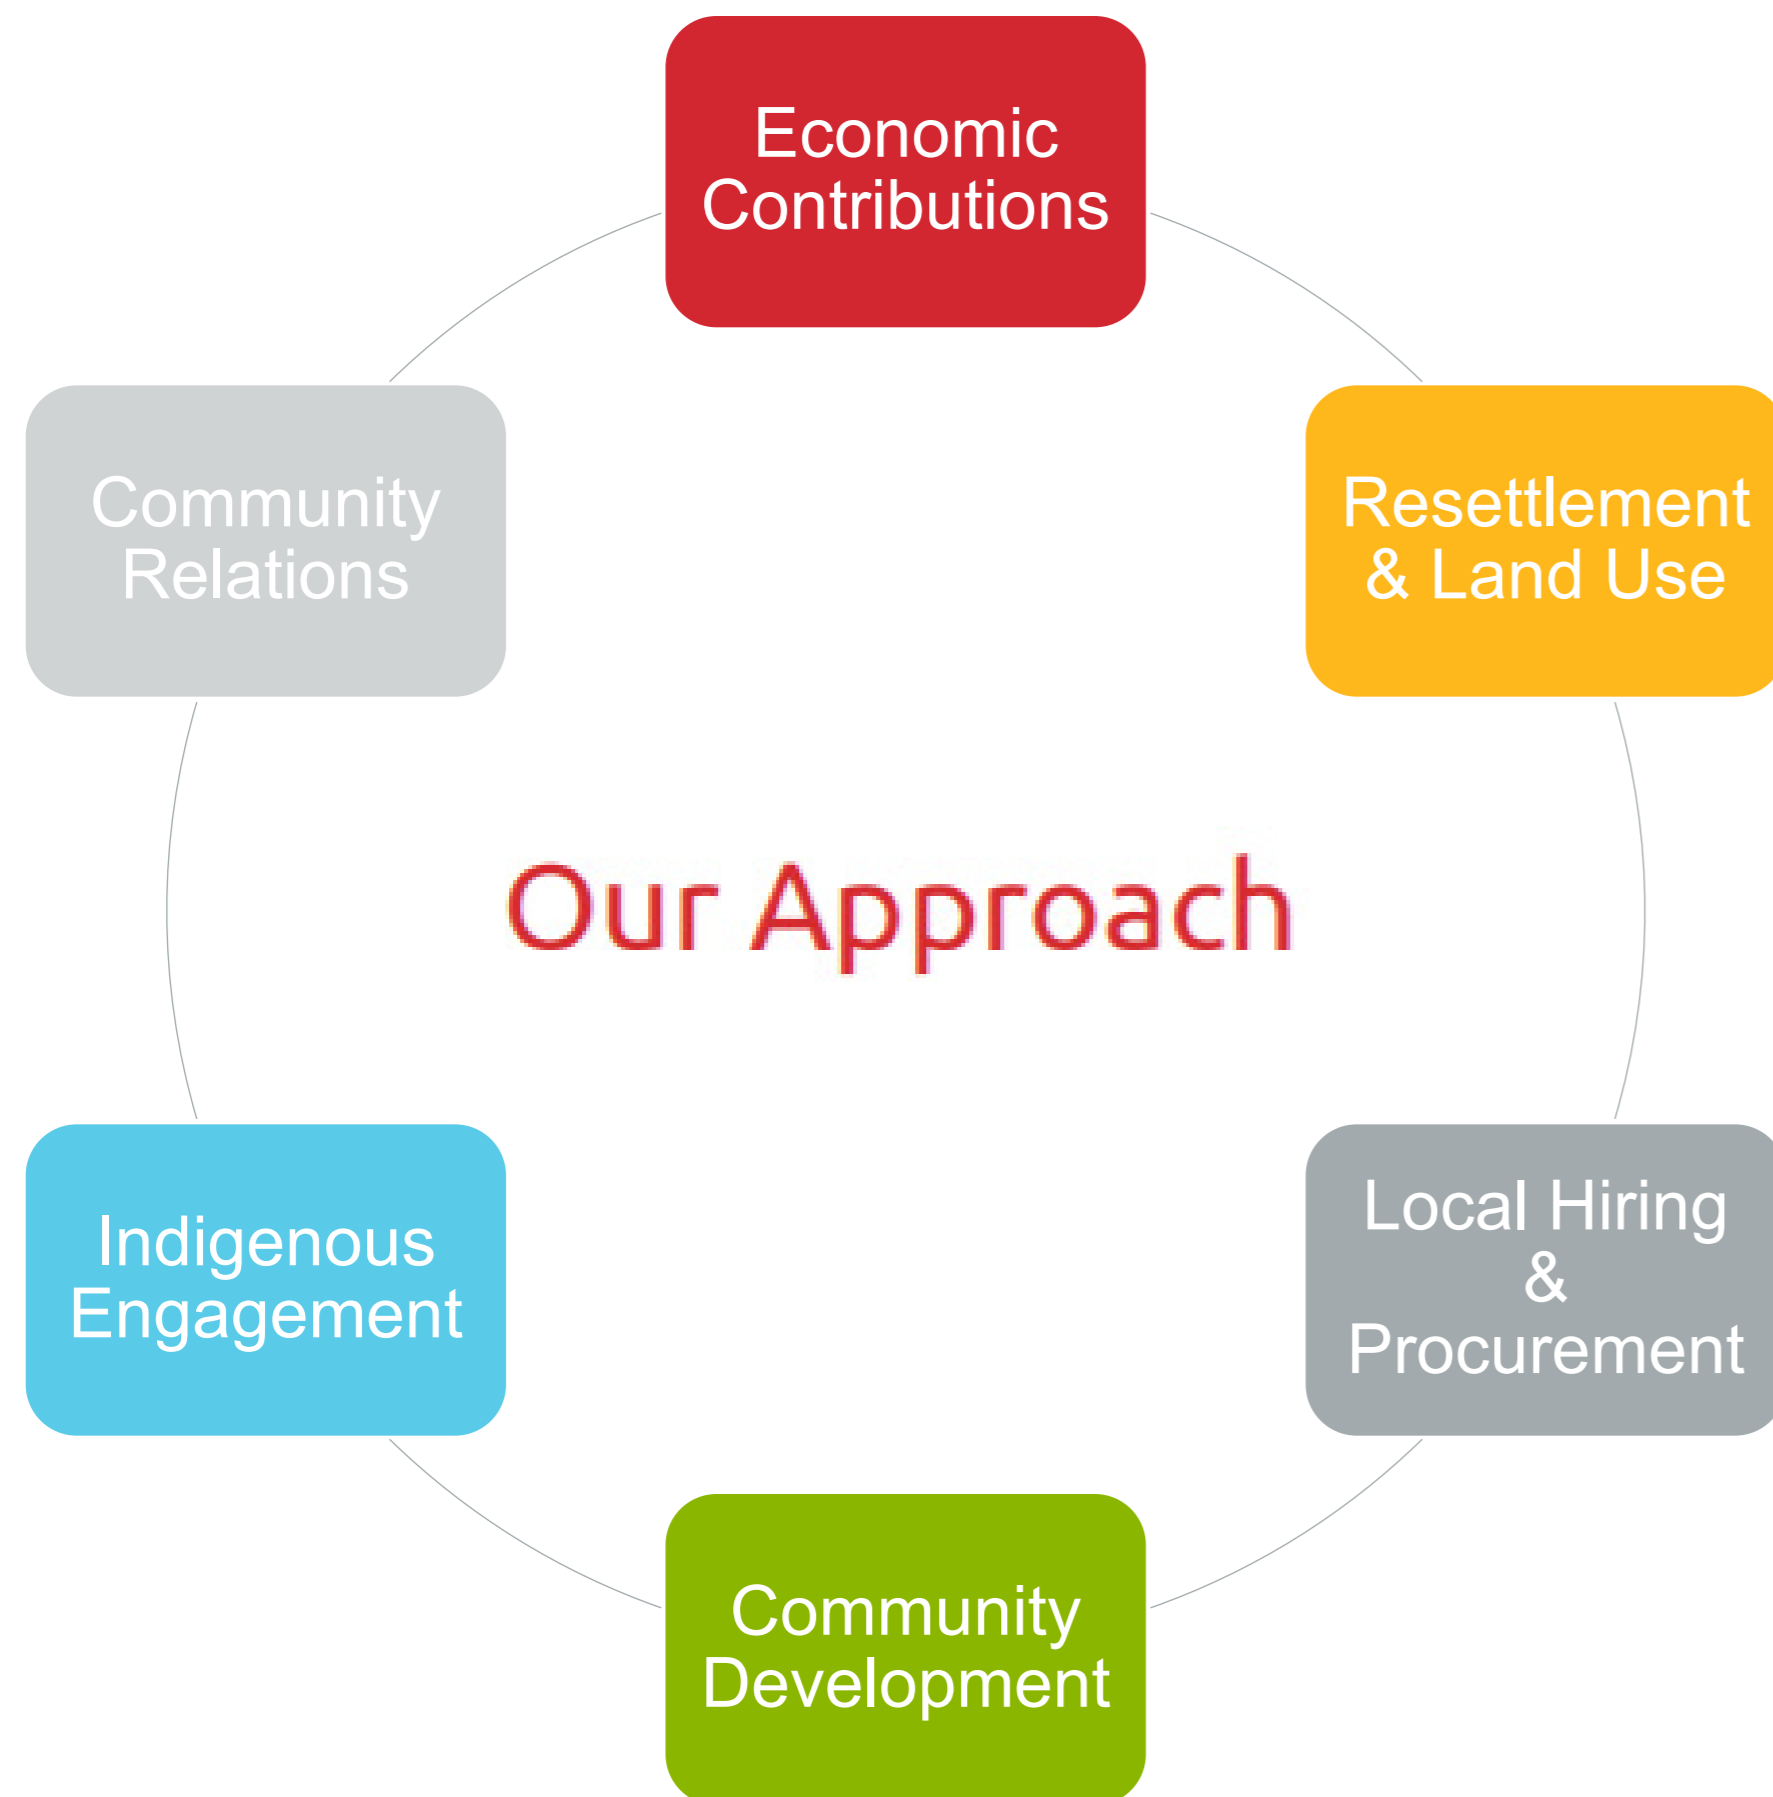 Economic
Contributions
Community
Relations
Resettlement
& Land Use
Our Approach
Indigenous
Engagement
Local Hiring
&
Procurement
Community
Development